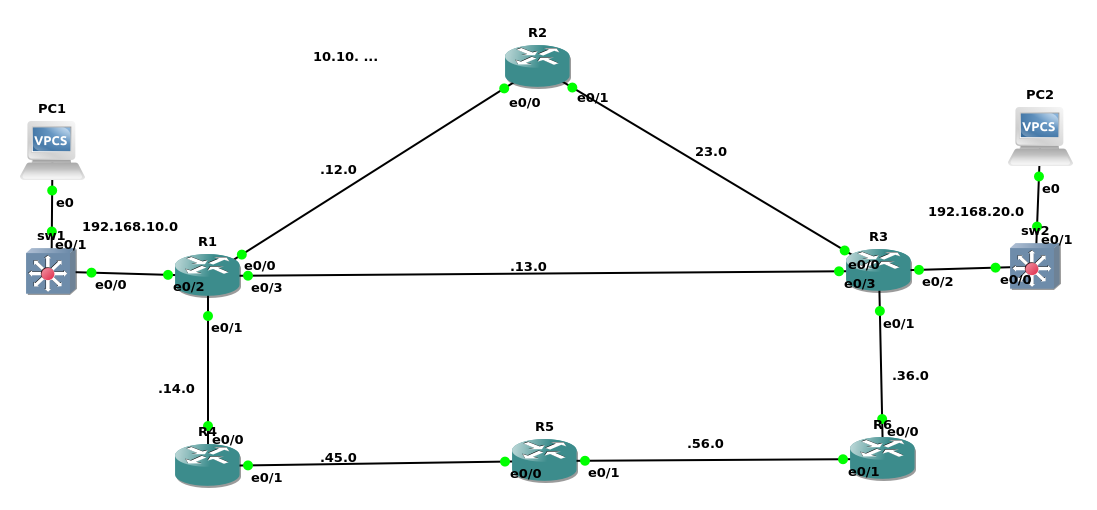 R2
10.10. ...
e0/0
e0/1
PC1
VPCS
e0
PC2
VPCS
e0
.12.0
23.0
192.168.10.0
sw1
e0/1
e0/0
192.168.20.0
sw2
e0/1
e0/0
R1
e0/0
e0/2
e0/3
e0/1
.13.0
R3
e0/0
e0/3
e0/2
e0/1
.14.0
.36.0
R4
e0/0
e0/1
.45.0
R5
e0/0
e0/1
.56.0
R6
e0/0
e0/1